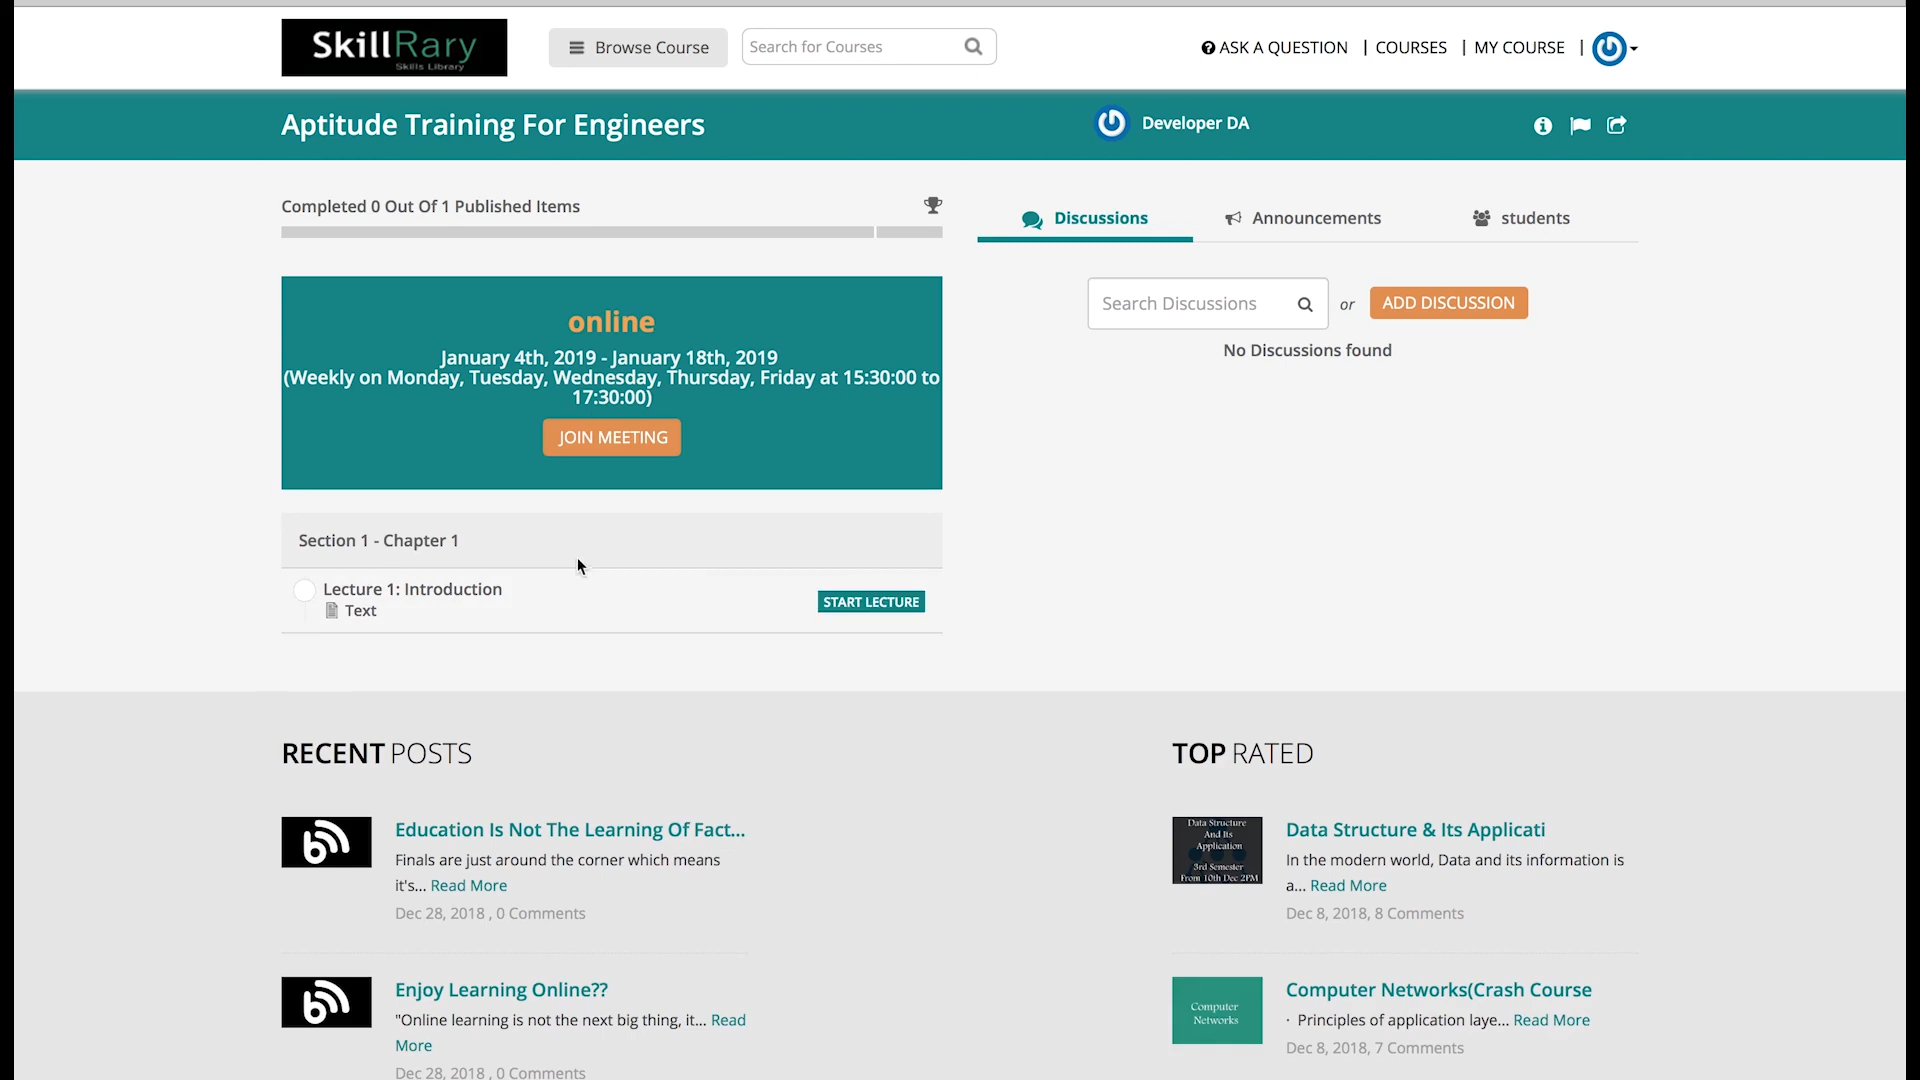 SkillRary
Skills Library
Browse Course
Search for Courses
ASK A QUESTION | COURSES | MY COURSE |
Aptitude Training For Engineers
Developer DA
Completed 0 Out Of 1 Published Items
Discussions
Announcements
students
Search Discussions
or
ADD DISCUSSION
No Discussions found
online
January 4th, 2019 - January 18th, 2019
(Weekly on Monday, Tuesday, Wednesday, Thursday, Friday at 15:30:00 to
17:30:00)
JOIN MEETING
Section 1 - Chapter 1
Lecture 1: Introduction
Text
START LECTURE
RECENT POSTS
Education Is Not The Learning Of Fact...
Finals are just around the corner which means
it's... Read More
Dec 28, 2018 , 0 Comments
Enjoy Learning Online??
"Online learning is not the next big thing, it... Read
More
Dec 28, 2018 , 0 Comments
TOP RATED
Data Structure
And Its
Application
3rd Semester
From 10th Dec 2PM
Data Structure & Its Applicati
In the modern world, Data and its information is
a... Read More
Dec 8, 2018, 8 Comments
Computer
Networks
Computer Networks(Crash Course
· Principles of application laye... Read More
Dec 8, 2018, 7 Comments